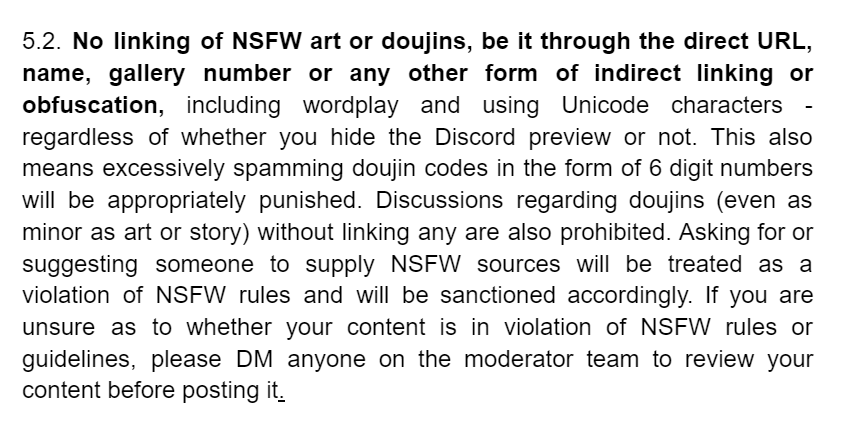 5.2. No linking of NSFW art or doujins, be it through the direct URL,
name, gallery number or any other form of indirect linking or
obfuscation, including wordplay and using Unicode characters -
regardless of whether you hide the Discord preview or not. This also
means excessively spamming doujin codes in the form of 6 digit numbers
will be appropriately punished. Discussions regarding doujins (even as
minor as art or story) without linking any are also prohibited. Asking for or
suggesting someone to supply NSFW sources will be treated as a
violation of NSFW rules and will be sanctioned accordingly. If you are
unsure as to whether your content is in violation of NSFW rules or
guidelines, please DM anyone on the moderator team to review your
content before posting it.